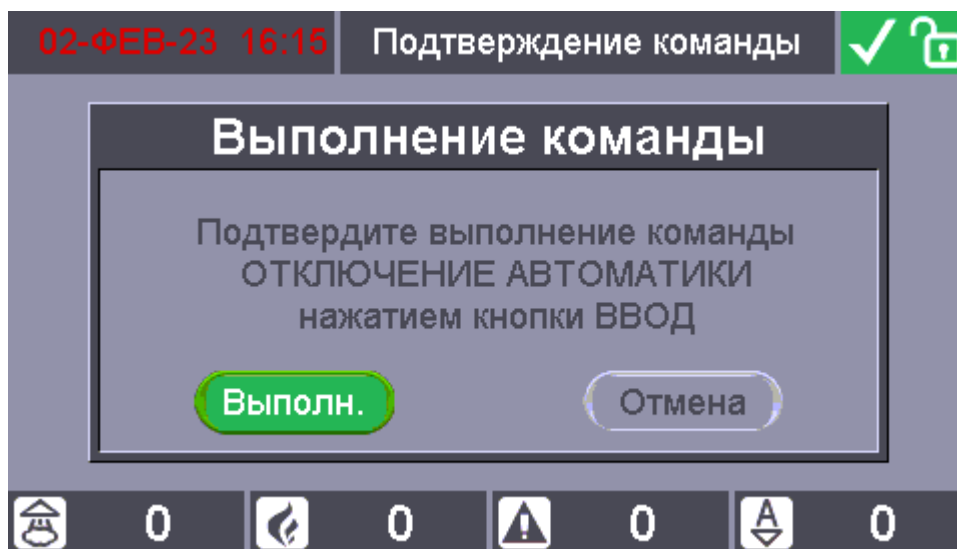 02-ФЕВ-23 16:15 Подтверждение команды
Выполнение команды
Подтвердите выполнение команды
ОТКЛЮЧЕНИЕ АВТОМАТИКИ
нажатием кнопки ВВОД
Выполн. Отмена
0 0 0 A 0